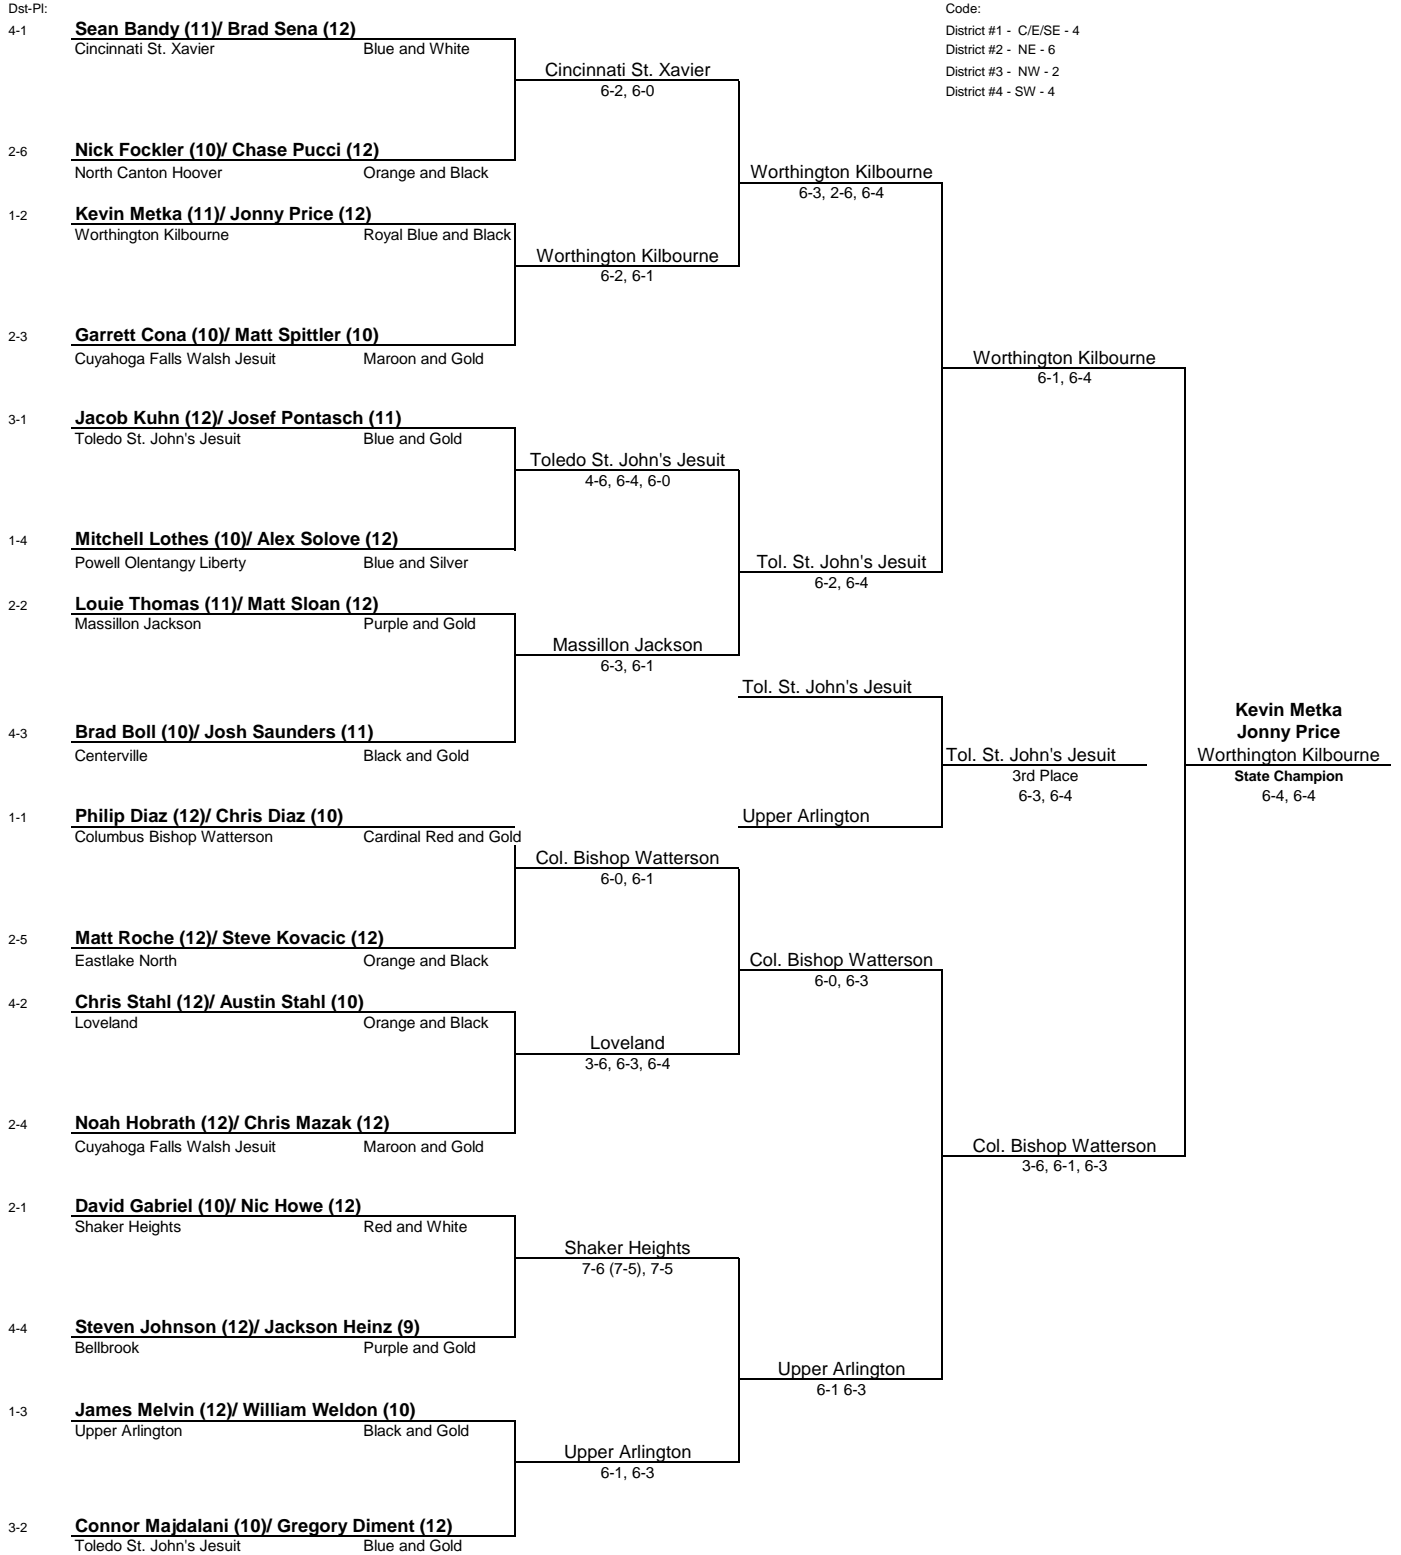 Dst-Pl:
Code:
4-1 Sean Bandy (11)/ Brad Sena (12)
District #1 - C/E/SE - 4
Cincinnati St. Xavier Blue and White
District #2 - NE - 6
Cincinnati St. Xavier
District #3 - NW - 2
6-2, 6-0
District #4 - SW - 4
2-6 Nick Fockler (10)/ Chase Pucci (12)
North Canton Hoover Orange and Black
Worthington Kilbourne
6-3, 2-6, 6-4
1-2 Kevin Metka (11)/ Jonny Price (12)
Worthington Kilbourne Royal Blue and Black
Worthington Kilbourne
6-2, 6-1
2-3 Garrett Cona (10)/ Matt Spittler (10)
Cuyahoga Falls Walsh Jesuit Maroon and Gold
Worthington Kilbourne
6-1, 6-4
3-1 Jacob Kuhn (12)/ Josef Pontasch (11)
Toledo St. John's Jesuit Blue and Gold
Toledo St. John's Jesuit
4-6, 6-4, 6-0
1-4 Mitchell Lothes (10)/ Alex Solove (12)
Powell Olentangy Liberty Blue and Silver
Tol. St. John's Jesuit
6-2, 6-4
2-2 Louie Thomas (11)/ Matt Sloan (12)
Massillon Jackson Purple and Gold
Massillon Jackson
6-3, 6-1
Tol. St. John's Jesuit
Kevin Metka
4-3 Brad Boll (10)/ Josh Saunders (11)
Jonny Price
Centerville Black and Gold
Tol. St. John's Jesuit
Worthington Kilbourne
3rd Place
State Champion
6-3, 6-4
6-4, 6-4
1-1 Philip Diaz (12)/ Chris Diaz (10)
Upper Arlington
Columbus Bishop Watterson Cardinal Red and Gold
Col. Bishop Watterson
6-0, 6-1
2-5 Matt Roche (12)/ Steve Kovacic (12)
Eastlake North Orange and Black
Col. Bishop Watterson
6-0, 6-3
4-2 Chris Stahl (12)/ Austin Stahl (10)
Loveland Orange and Black
Loveland
3-6, 6-3, 6-4
2-4 Noah Hobrath (12)/ Chris Mazak (12)
Cuyahoga Falls Walsh Jesuit Maroon and Gold
Col. Bishop Watterson
3-6, 6-1, 6-3
2-1 David Gabriel (10)/ Nic Howe (12)
Shaker Heights Red and White
Shaker Heights
7-6 (7-5), 7-5
4-4 Steven Johnson (12)/ Jackson Heinz (9)
Bellbrook Purple and Gold
Upper Arlington
6-1 6-3
1-3 James Melvin (12)/ William Weldon (10)
Upper Arlington Black and Gold
Upper Arlington
6-1, 6-3
3-2 Connor Majdalani (10)/ Gregory Diment (12)
Toledo St. John's Jesuit Blue and Gold